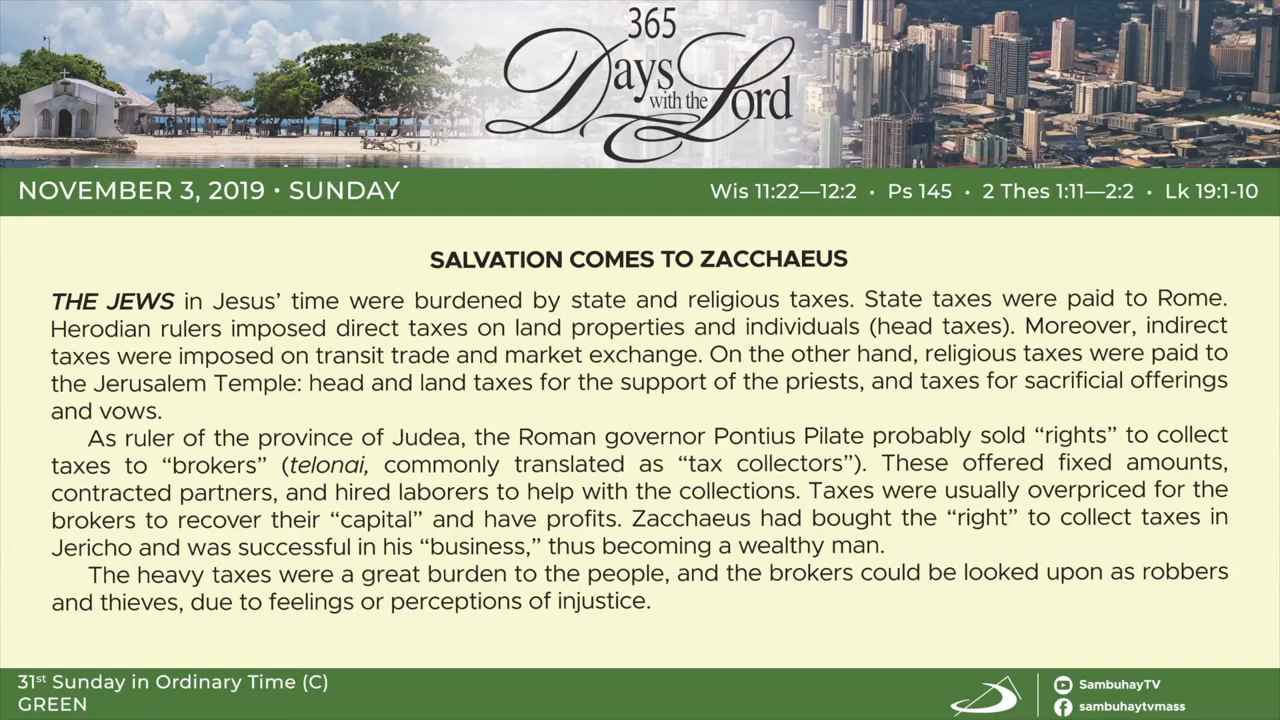 365
Days with the Lord
NOVEMBER 3, 2019 • SUNDAY
Wis 11:22—12:2 • Ps 145 • 2 Thes 1:11—2:2 • Lk 19:1-10
SALVATION COMES TO ZACCHAEUS
THE JEWS in Jesus’ time were burdened by state and religious taxes. State taxes were paid to Rome.
Herodian rulers imposed direct taxes on land properties and individuals (head taxes). Moreover, indirect
taxes were imposed on transit trade and market exchange. On the other hand, religious taxes were paid to
the Jerusalem Temple: head and land taxes for the support of the priests, and taxes for sacrificial offerings
and vows.
As ruler of the province of Judea, the Roman governor Pontius Pilate probably sold “rights” to collect
taxes to “brokers” (telonai, commonly translated as “tax collectors”). These offered fixed amounts,
contracted partners, and hired laborers to help with the collections. Taxes were usually overpriced for the
brokers to recover their “capital” and have profits. Zacchaeus had bought the “right” to collect taxes in
Jericho and was successful in his “business,” thus becoming a wealthy man.
The heavy taxes were a great burden to the people, and the brokers could be looked upon as robbers
and thieves, due to feelings or perceptions of injustice.
31st Sunday in Ordinary Time (C)
GREEN
SambuhayTV
sambuhaytvmass